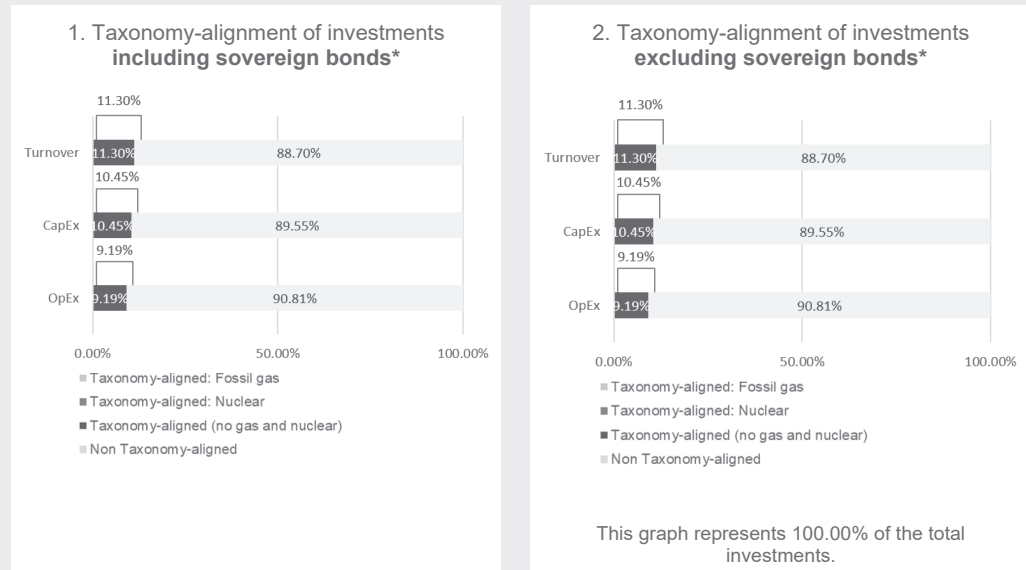 1. Taxonomy-alignment of investments
including sovereign bonds*
11.30%
Turnover 11.30% 88.70%
10.45%
CapEx 10.45% 89.55%
9.19%
OpEx 9.19% 90.81%
0.00% 50.00% 100.00%
Taxonomy-aligned: Fossil gas
Taxonomy-aligned: Nuclear
Taxonomy-aligned (no gas and nuclear)
Non Taxonomy-aligned
2. Taxonomy-alignment of investments
excluding sovereign bonds*
11.30%
Turnover 11.30% 88.70%
10.45%
CapEx 10.45% 89.55%
9.19%
OpEx 9.19% 90.81%
0.00% 50.00% 100.00%
Taxonomy-aligned: Fossil gas
Taxonomy-aligned: Nuclear
Taxonomy-aligned (no gas and nuclear)
Non Taxonomy-aligned
This graph represents 100.00% of the total
investments.